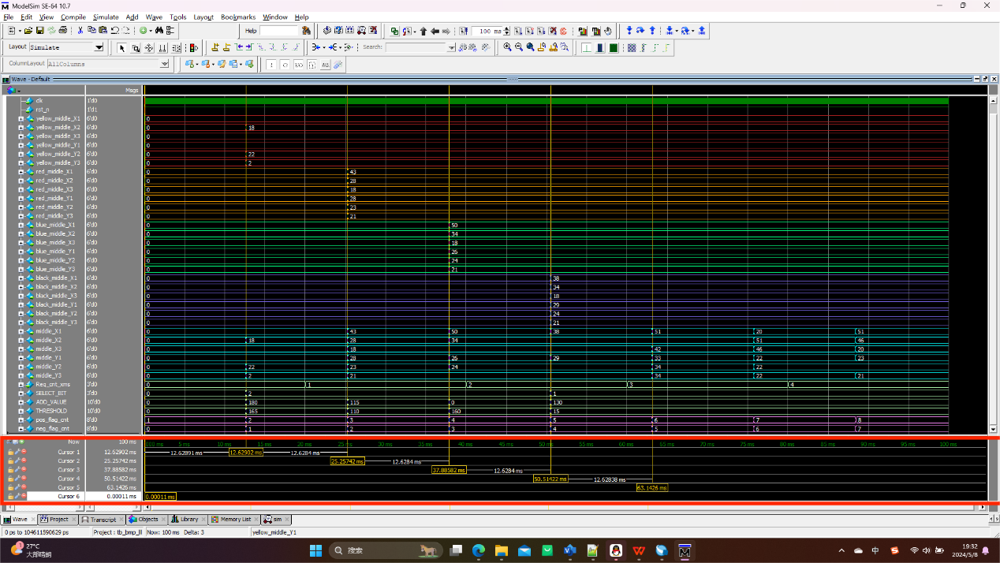 ModelSim SE-64 10.7
File Edit View Compile Simulate Add Wave Tools Layout Bookmarks Window Help
Help
100 ms
Layout Simulate
Search:
ColumnLayout AllColumns
Wave - Default
Msgs
clk 1'd0
rst_n 1'd1
yellow_middle_X1 6'd0 0
yellow_middle_X2 6'd0 0 18
yellow_middle_X3 6'd0 0
yellow_middle_Y1 6'd0 0
yellow_middle_Y2 6'd0 0 22
yellow_middle_Y3 6'd0 0 2
red_middle_X1 6'd0 0 43
red_middle_X2 6'd0 0 28
red_middle_X3 6'd0 0 18
red_middle_Y1 6'd0 0 28
red_middle_Y2 6'd0 0 23
red_middle_Y3 6'd0 0 21
blue_middle_X1 6'd0 0 50
blue_middle_X2 6'd0 0 34
blue_middle_X3 6'd0 0 18
blue_middle_Y1 6'd0 0 26
blue_middle_Y2 6'd0 0 24
blue_middle_Y3 6'd0 0 21
black_middle_X1 6'd0 0 38
black_middle_X2 6'd0 0 34
black_middle_X3 6'd0 0 18
black_middle_Y1 6'd0 0 29
black_middle_Y2 6'd0 0 24
black_middle_Y3 6'd0 0 21
middle_X1 6'd0 0 43 50 38 51 20 51
middle_X2 6'd0 0 18 28 34 51 46
middle_X3 6'd0 0 18 42 46 20
middle_Y1 6'd0 0 28 26 29 33 22 23
middle_Y2 6'd0 0 22 23 24 34 22
middle_Y3 6'd0 0 2 21 34 22 21
Req_cnt_xms 3'd0 0 1 2 3 4
SELECT_BIT 3'd0 0 2 1
ADD_VALUE 10'd0 0 180 115 0 130
THRESHOLD 10'd0 0 165 110 160 15
pos_flag_cnt 8'd0 1 2 3 4 5 6 7 8
neg_flag_cnt 8'd0 0 1 2 3 4 5 6 7
Now 100 ms 000 ms 5 ms 10 ms 15 ms 20 ms 25 ms 30 ms 35 ms 40 ms 45 ms 50 ms 55 ms 60 ms 65 ms 70 ms 75 ms 80 ms 85 ms 90 ms 95 ms 100 ms
Cursor 1 12.62902 ms 12.62891 ms 12.62902 ms 12.6284 ms
Cursor 2 25.25742 ms 25.25742 ms 12.6284 ms
Cursor 3 37.88582 ms 37.88582 ms 12.6284 ms
Cursor 4 50.51422 ms 50.51422 ms 12.62838 ms
Cursor 5 63.1426 ms 63.1426 ms
Cursor 6 0.00011 ms 0.00011 ms
Wave Project Transcript Objects Library Memory List sim
0 ps to 104611590629 ps Project : tb_bmp_lll Now: 100 ms Delta: 3 yellow_middle_Y1
27°C
大部晴朗
搜索
中
19:32
2024/5/8